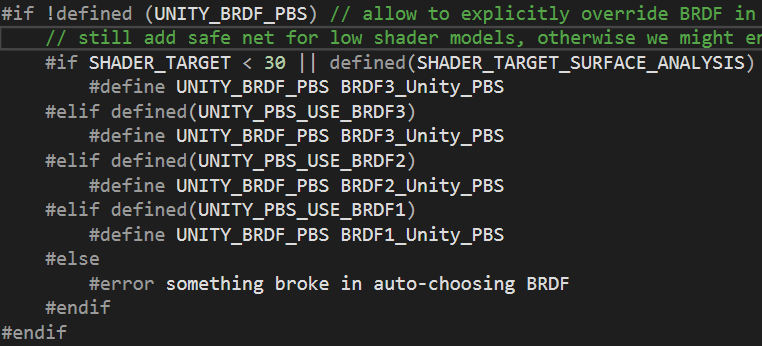 #if !defined (UNITY_BRDF_PBS) // allow to explicitly override BRDF in
// still add safe net for low shader models, otherwise we might
#if SHADER_TARGET < 30 || defined(SHADER_TARGET_SURFACE_ANALYSIS)
#define UNITY_BRDF_PBS BRDF3_Unity_PBS
#elif defined(UNITY_PBS_USE_BRDF3)
#define UNITY_BRDF_PBS BRDF3_Unity_PBS
#elif defined(UNITY_PBS_USE_BRDF2)
#define UNITY_BRDF_PBS BRDF2_Unity_PBS
#elif defined(UNITY_PBS_USE_BRDF1)
#define UNITY_BRDF_PBS BRDF1_Unity_PBS
#else
#error something broke in auto-choosing BRDF
#endif
#endif